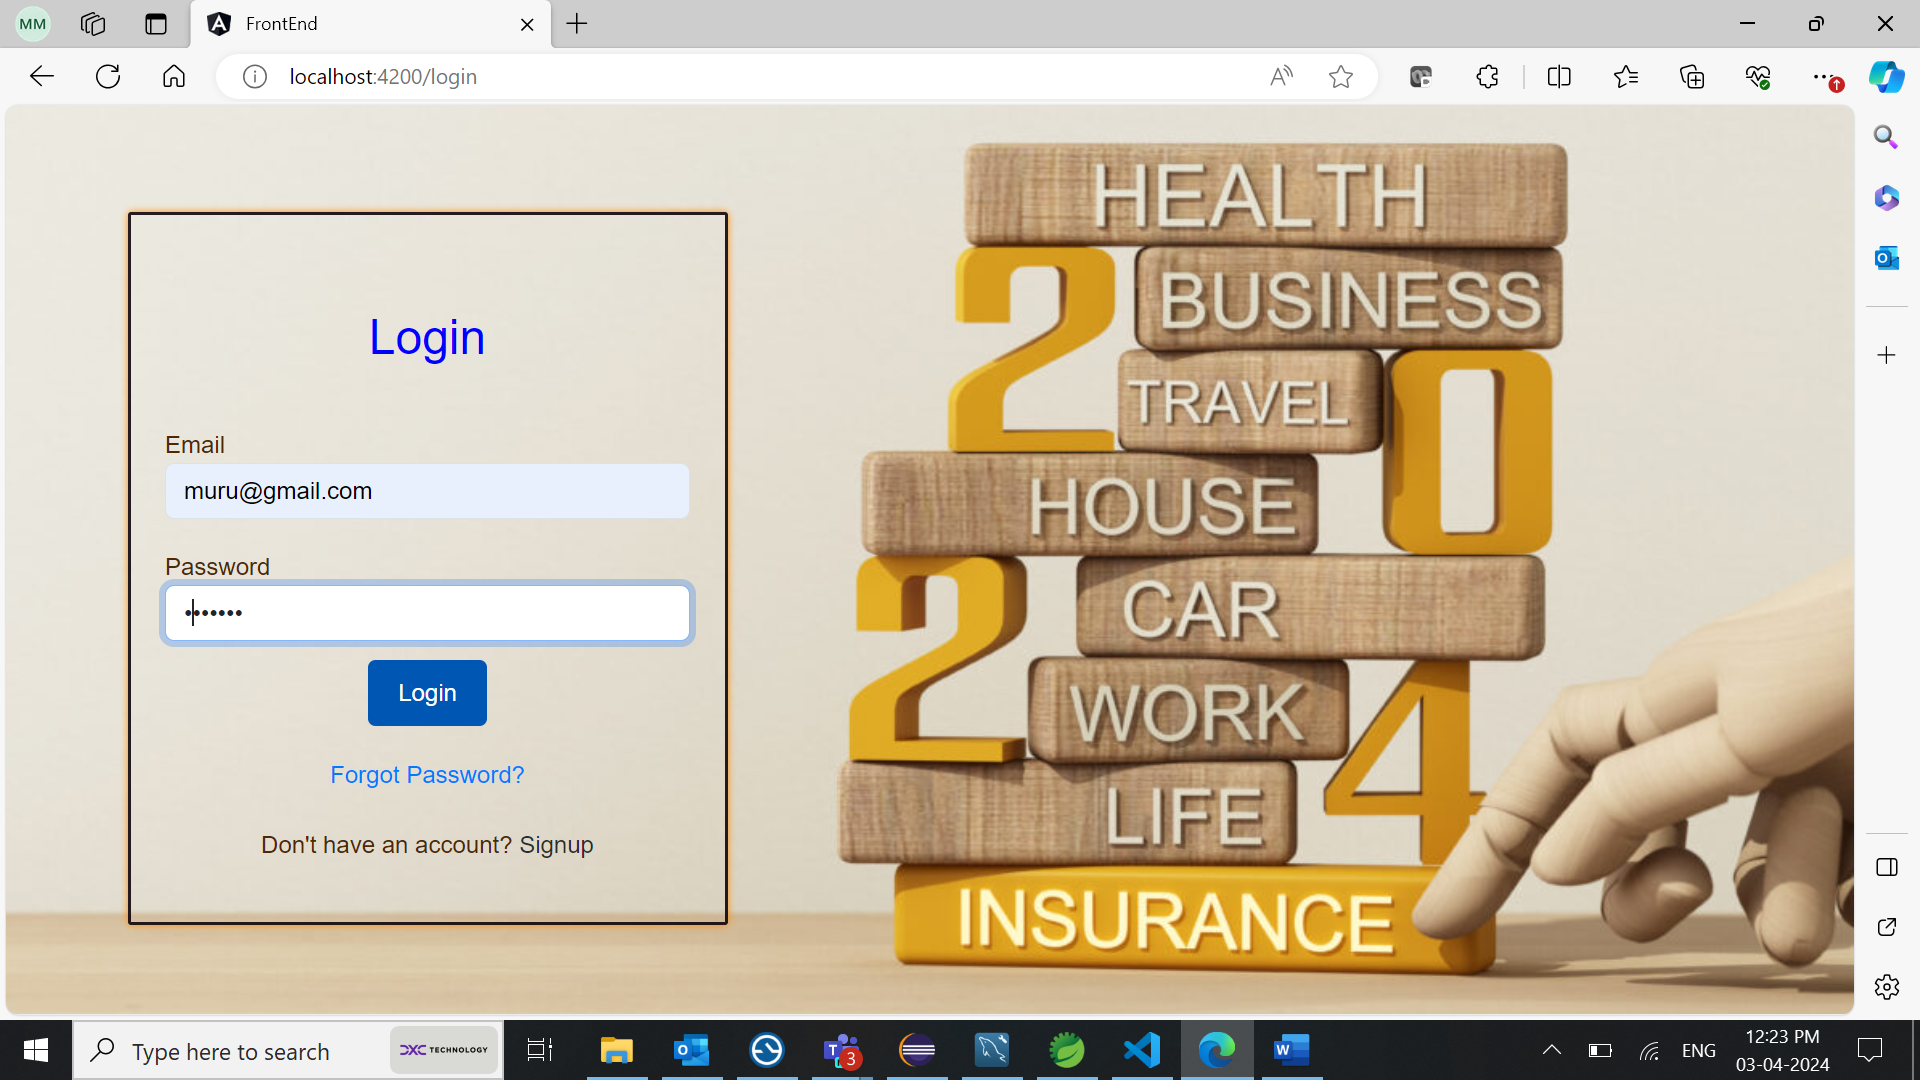 MM
FrontEnd
localhost:4200/login
HEALTH
2
BUSINESS
TRAVEL
0
HOUSE
CAR
2
WORK
4
LIFE
INSURANCE
Login
Email
muru@gmail.com
Password
•••••••
Login
Forgot Password?
Don't have an account? Signup
Type here to search
DXC TECHNOLOGY
3
ENG
12:23 PM
03-04-2024